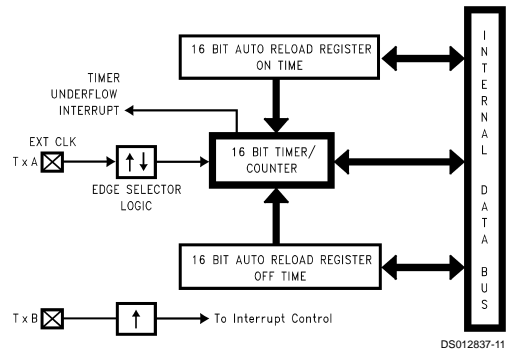 16 BIT AUTO RELOAD REGISTER
ON TIME
TIMER
UNDERFLOW
INTERRUPT
EXT CLK
TxA
EDGE SELECTOR
LOGIC
16 BIT TIMER/
COUNTER
16 BIT AUTO RELOAD REGISTER
OFF TIME
TxB
To Interrupt Control
INTERNAL DATA BUS
DS012837-11